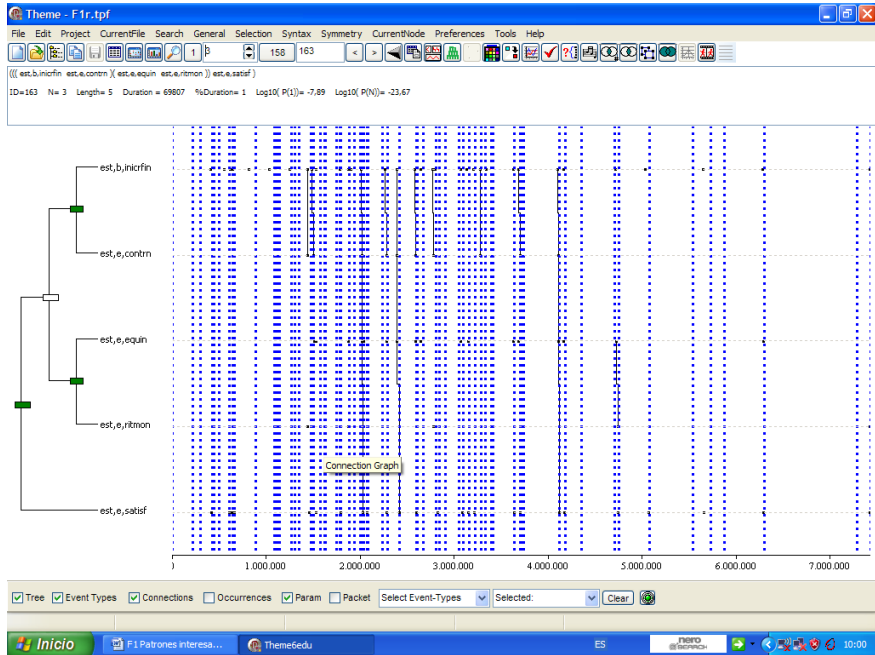 Theme - F1r.tpf
File Edit Project CurrentFile Search General Selection Syntax Symmetry CurrentNode Preferences Tools Help
1 3 158 163 < >
((( est,b,inicrfin est,e,contrn )( est,e,equin est,e,ritmon )) est,e,satisf )
ID=163 N= 3 Length= 5 Duration = 69807 %Duration= 1 Log10( P(1))= -7,89 Log10( P(N))= -23,67
est,b,inicrfin
est,e,contrn
est,e,equin
est,e,ritmon
Connection Graph
est,e,satisf
0 1.000.000 2.000.000 3.000.000 4.000.000 5.000.000 6.000.000 7.000.000
Tree Event Types Connections Occurrences Param Packet Select Event-Types Selected: Clear
Inicio F1 Patrones interesa... Theme6edu ES nero SEARCH 10:00